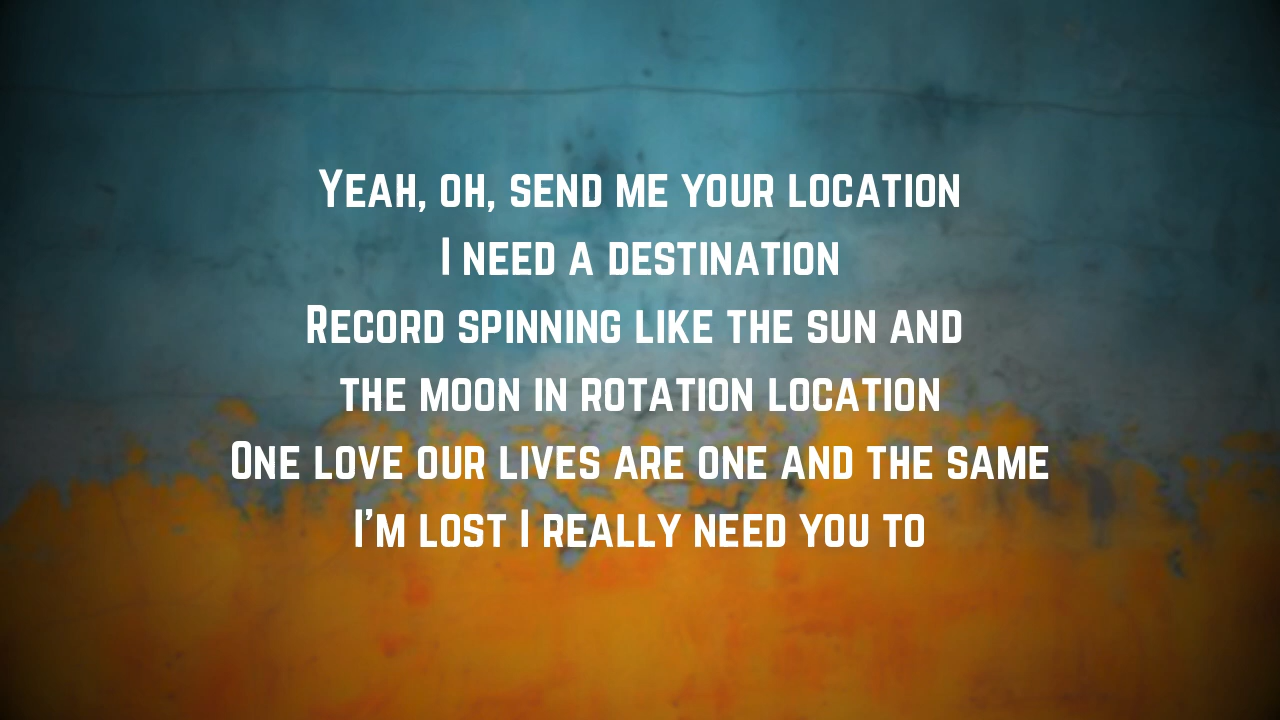 Yeah, oh, send me your location
I need a destination
Record spinning like the sun and
the moon in rotation location
One love our lives are one and the same
I'm lost I really need you to